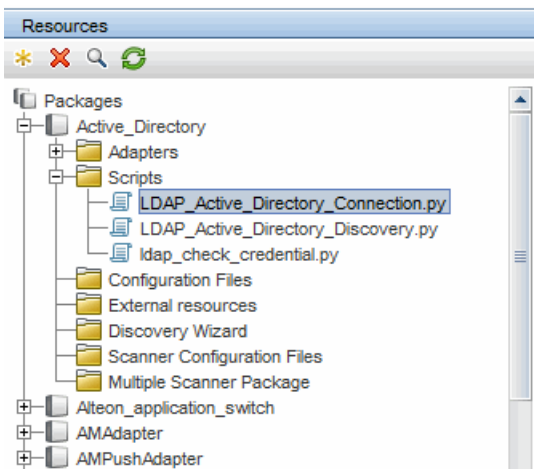 Resources
Packages
Active_Directory
Adapters
Scripts
LDAP_Active_Directory_Connection.py
LDAP_Active_Directory_Discovery.py
ldap_check_credential.py
Configuration Files
External resources
Discovery Wizard
Scanner Configuration Files
Multiple Scanner Package
Alteon_application_switch
AMAdapter
AMPushAdapter